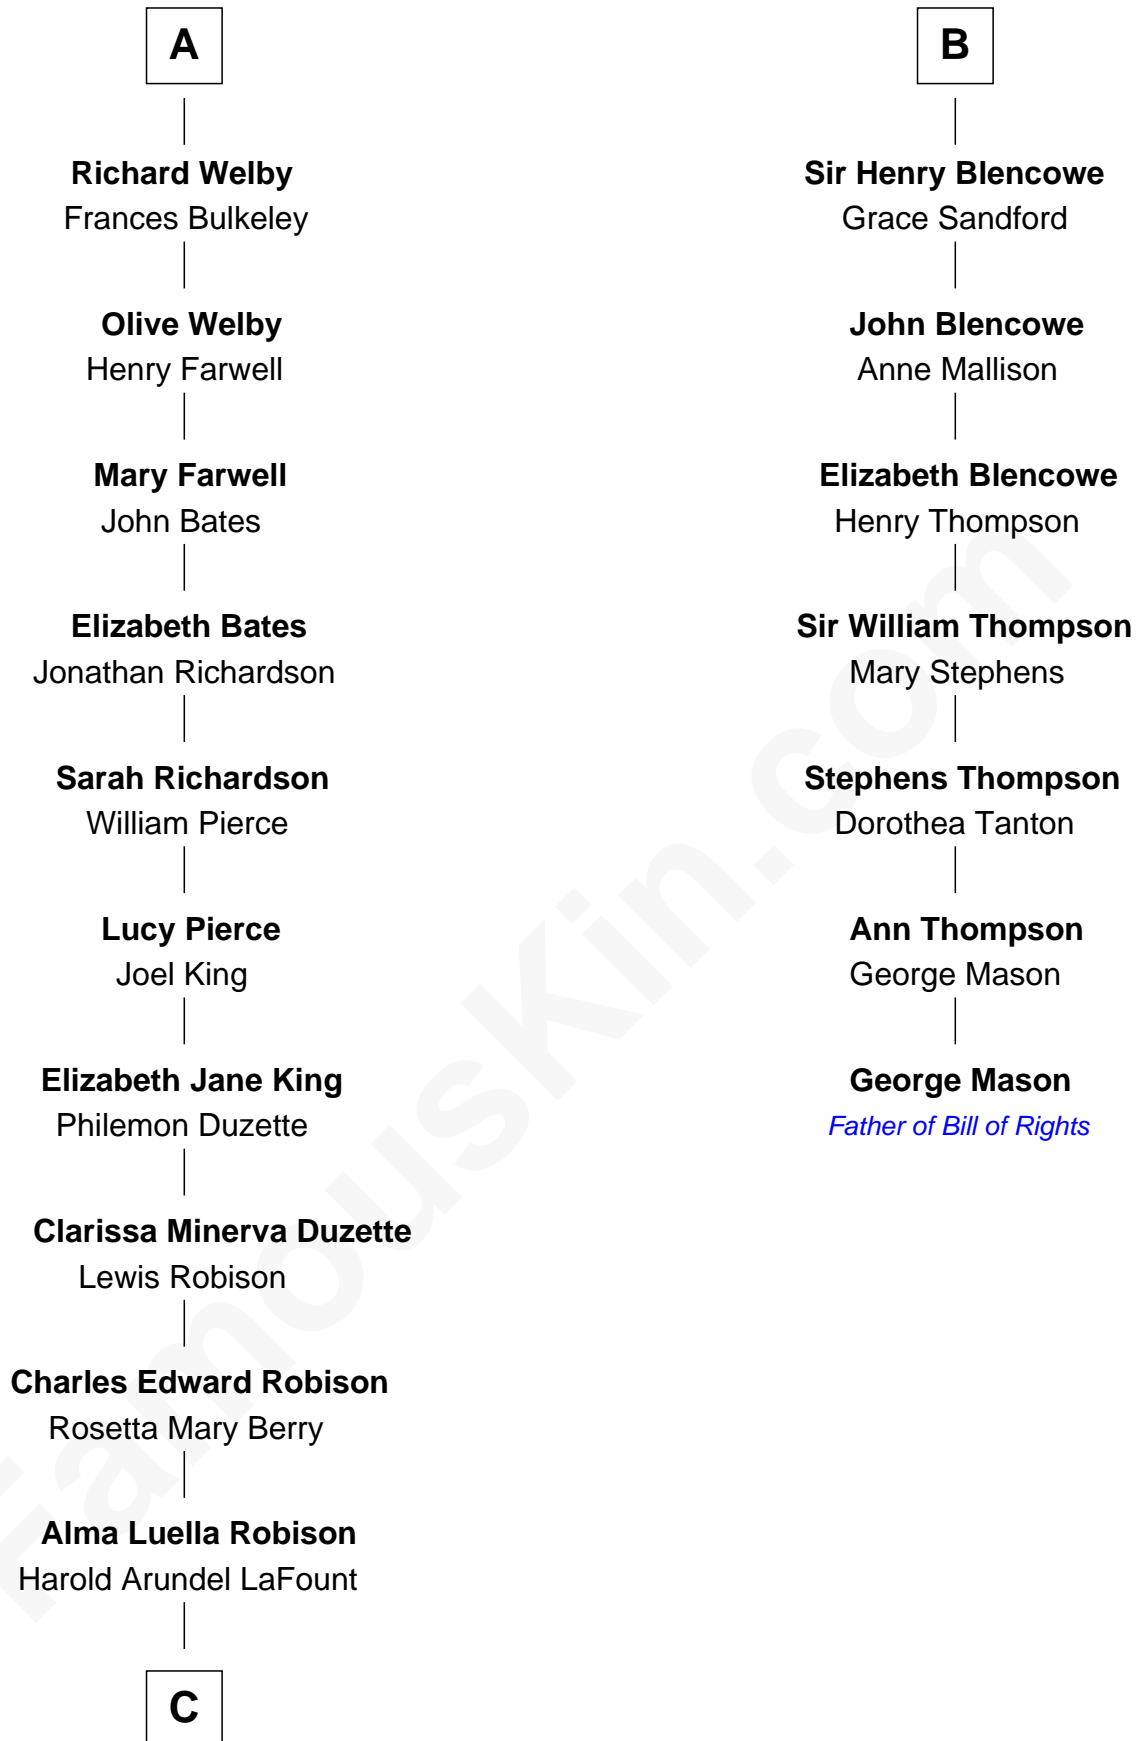 A
Richard Welby
Frances Bulkeley
Olive Welby
Henry Farwell
Mary Farwell
John Bates
Elizabeth Bates
Jonathan Richardson
Sarah Richardson
William Pierce
Lucy Pierce
Joel King
Elizabeth Jane King
Philemon Duzette
Clarissa Minerva Duzette
Lewis Robison
Charles Edward Robison
Rosetta Mary Berry
Alma Luella Robison
Harold Arundel LaFount
C
B
Sir Henry Blencowe
Grace Sandford
John Blencowe
Anne Mallison
Elizabeth Blencowe
Henry Thompson
Sir William Thompson
Mary Stephens
Stephens Thompson
Dorothea Tanton
Ann Thompson
George Mason
George Mason
Father of Bill of Rights
FamousKin.com